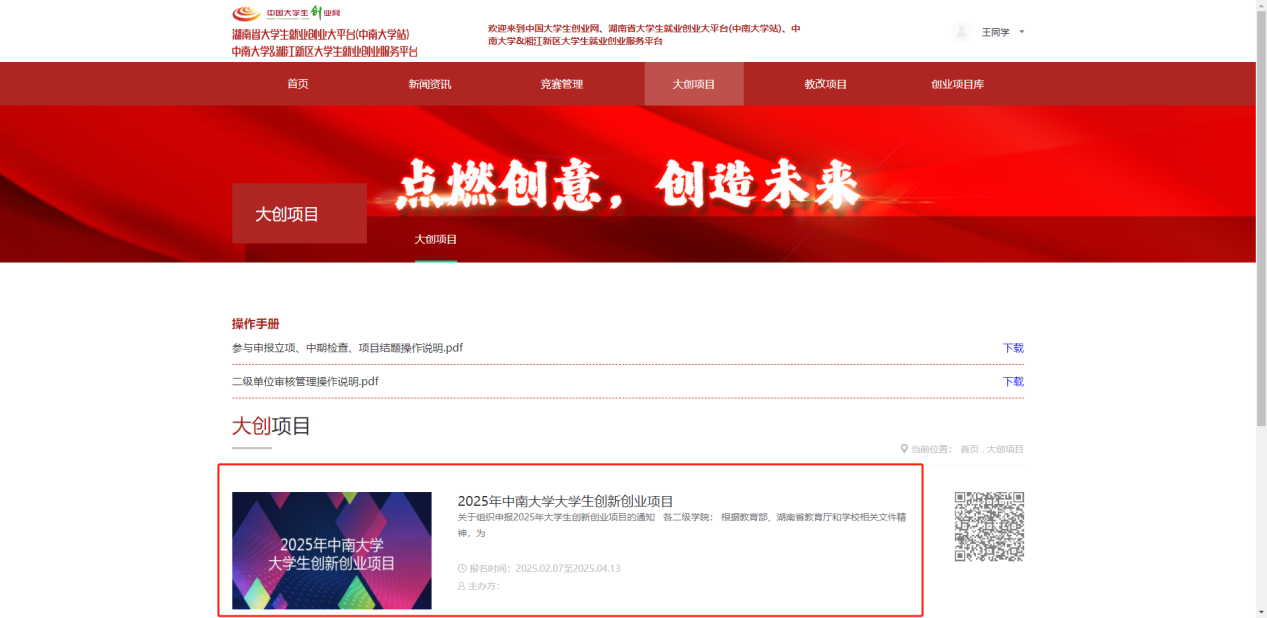 中国大学生创业网
湖南省大学生就业创业大平台(中南大学站)
中南大学&湘江新区大学生就业创业服务平台
欢迎来到中国大学生创业网、湖南省大学生就业创业大平台(中南大学站)、中
南大学&湘江新区大学生就业创业服务平台
王同学
首页 新闻资讯 竞赛管理 大创项目 教改项目 创业项目库
点燃创意，创造未来
大创项目
大创项目
操作手册
参与申报立项、中期检查、项目结题操作说明.pdf 下载
二级单位审核管理操作说明.pdf 下载
大创项目
当前位置： 首页 . 大创项目
2025年中南大学
大学生创新创业项目
2025年中南大学大学生创新创业项目
关于组织申报2025年大学生创新创业项目的通知 各二级学院： 根据教育部、湖南省教育厅和学校相关文件精
神，为
报名时间：2025.02.07至2025.04.13
主办方：